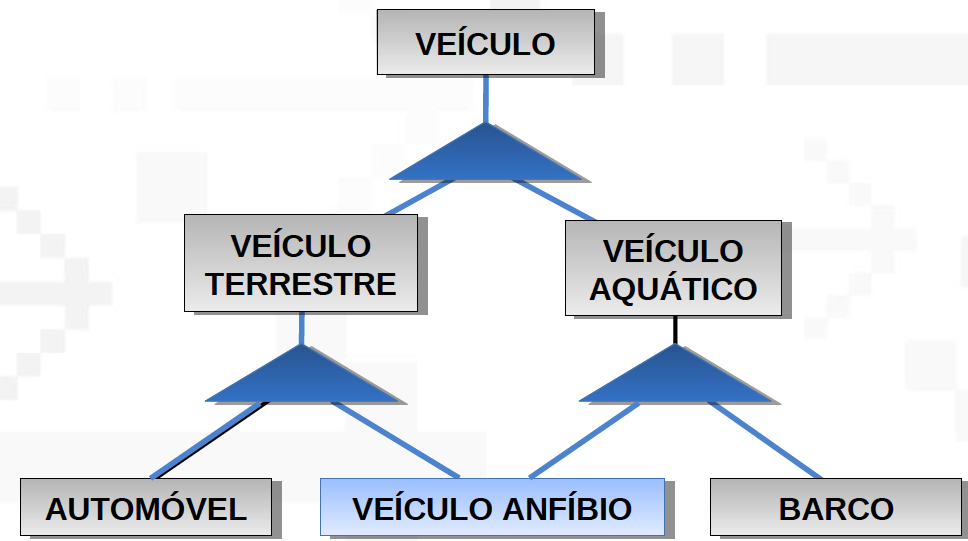 VEÍCULO
VEÍCULO
TERRESTRE
VEÍCULO
AQUÁTICO
AUTOMÓVEL
VEÍCULO ANFÍBIO
BARCO